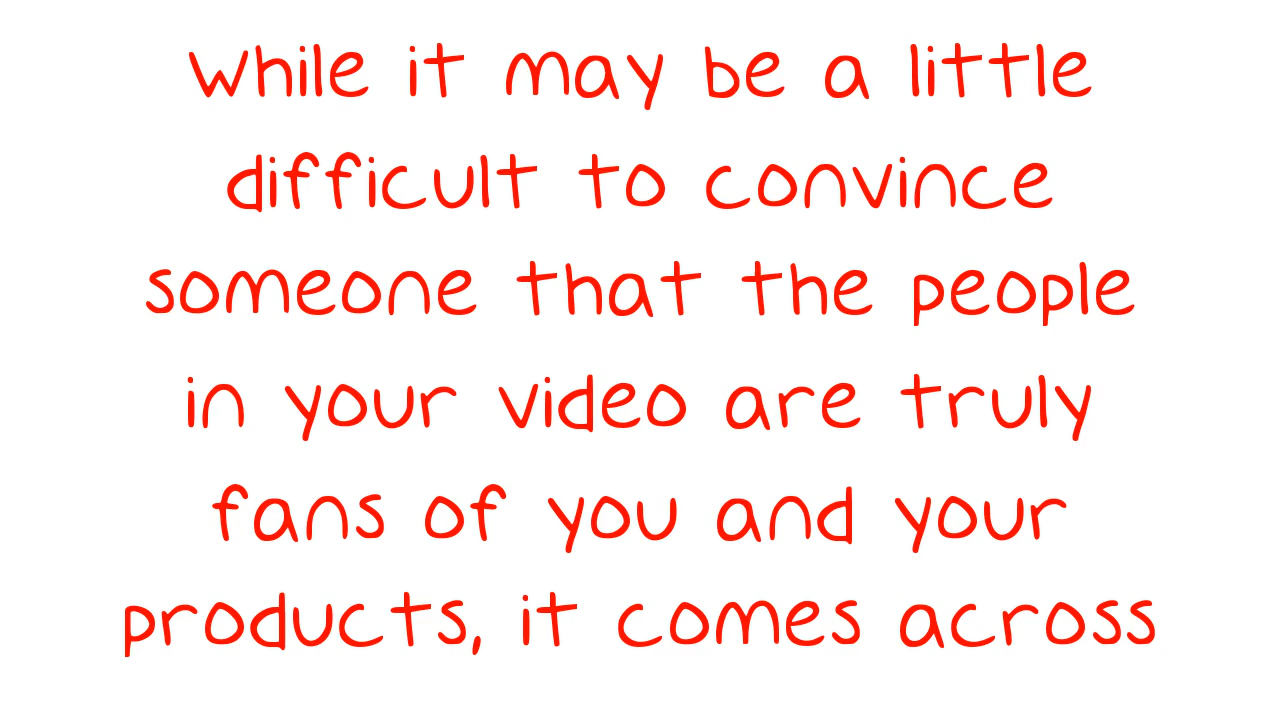 While it may be a little
difficult to convince
someone that the people
in your video are truly
fans of you and your
products, it comes across